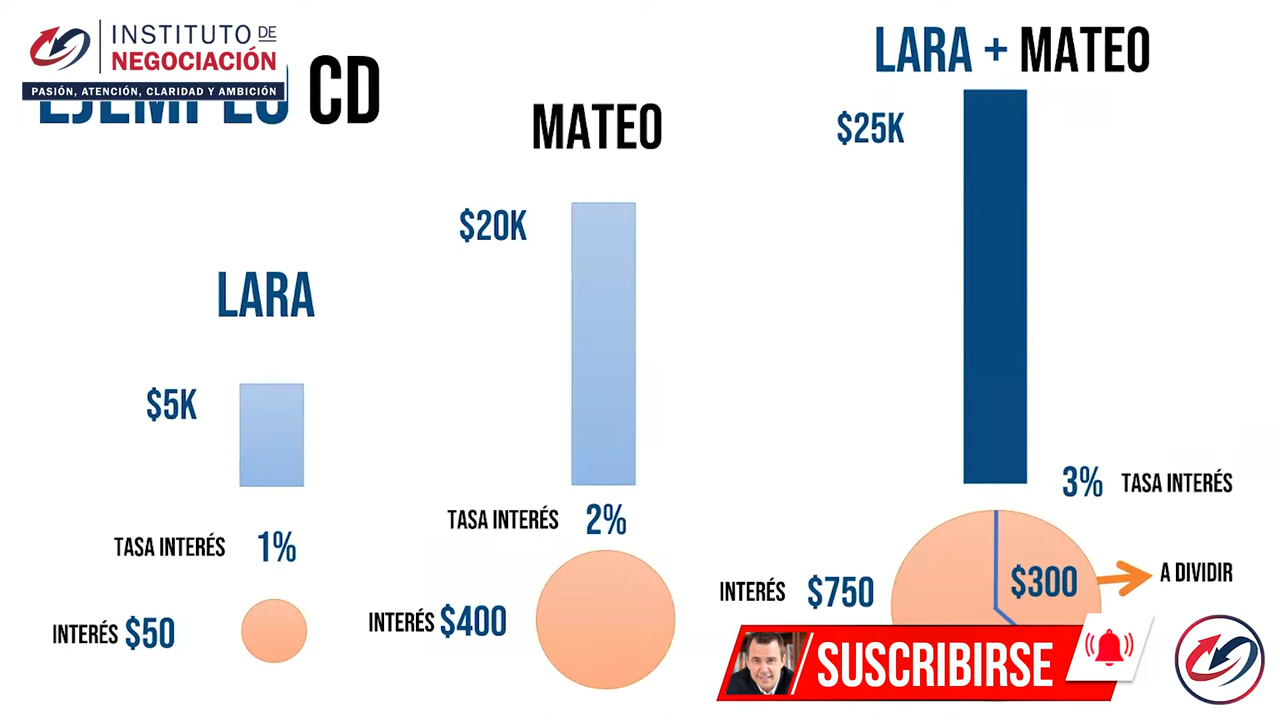 INSTITUTO DE
NEGOCIACIÓN
PASIÓN, ATENCIÓN, CLARIDAD Y AMBICIÓN
EJEMPLO CD
LARA
$5K
TASA INTERÉS 1%
INTERÉS $50
MATEO
$20K
TASA INTERÉS 2%
INTERÉS $400
LARA + MATEO
$25K
3% TASA INTERÉS
INTERÉS $750
$300
A DIVIDIR
SUSCRIBIRSE